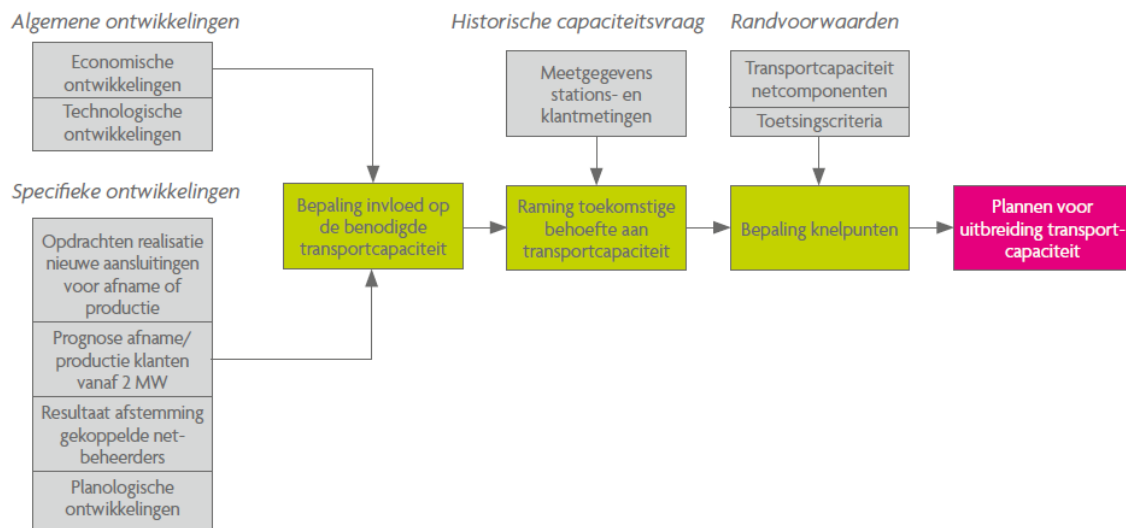 Algemene ontwikkelingen
Economische
ontwikkelingen
Technologische
ontwikkelingen
Specifieke ontwikkelingen
Opdrachten realisatie
nieuwe aansluitingen
voor afname of
productie
Prognose afname/
productie klanten
vanaf 2 MW
Resultaat afstemming
gekoppelde net-
beheerders
Planologische
ontwikkelingen
Bepaling invloed op
de benodigde
transportcapaciteit
Historische capaciteitsvraag
Meetgegevens
stations- en
klantmetingen
Raming toekomstige
behoefte aan
transportcapaciteit
Randvoorwaarden
Transportcapaciteit
netcomponenten
Toetsingscriteria
Bepaling knelpunten
Plannen voor
uitbreiding transport-
capaciteit